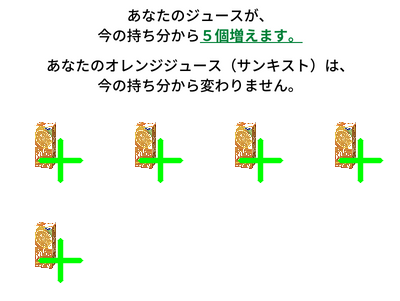 あなたのジュースが、
今の持ち分から５個増えます。
あなたのオレンジジュース（サンキスト）は、
今の持ち分から変わりません。